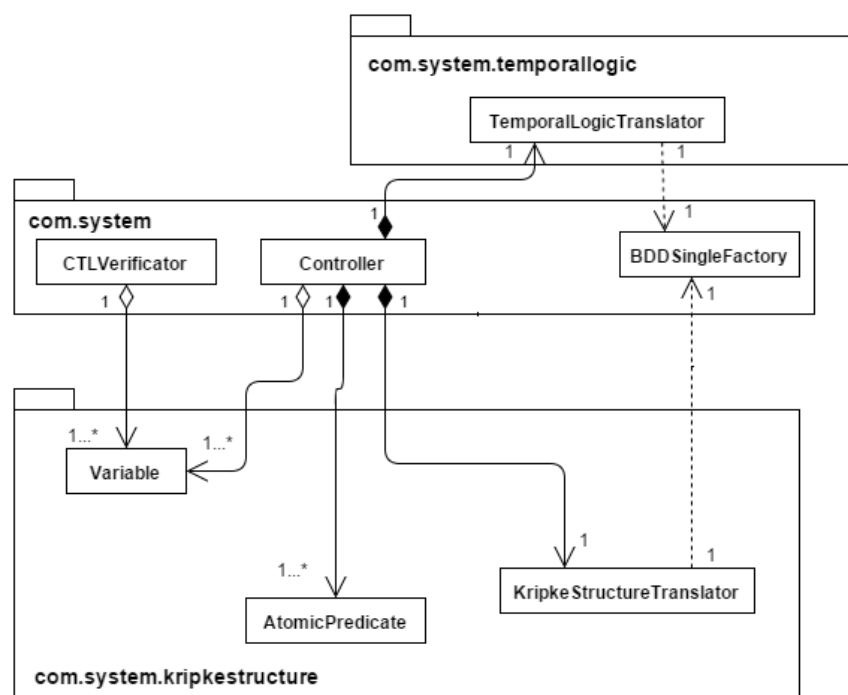 com.system.temporallogic
TemporalLogicTranslator
1
1
1
1
com.system
CTLVerificator
Controller
BDDSingleFactory
1
1
1
1
1
1...*
1...*
Variable
1
1
1...*
KripkeStructureTranslator
AtomicPredicate
com.system.kripkestructure